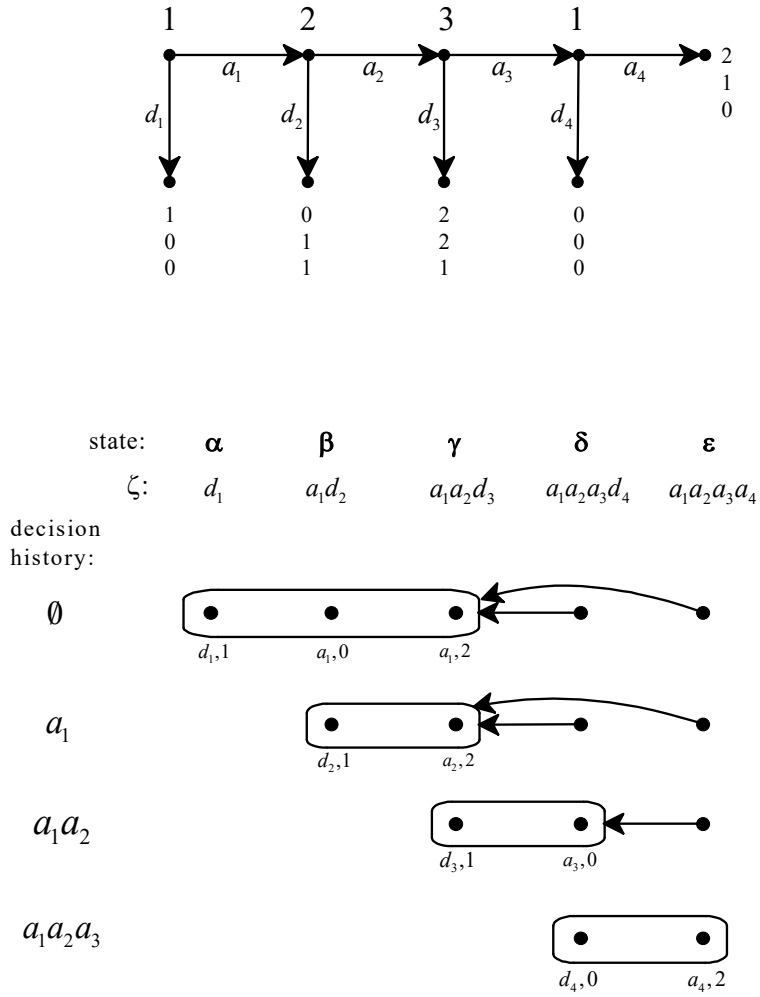 1 2 3 1
a₁ a₂ a₃ a₄ 2
1
0
d₁ d₂ d₃ d₄
1 0 2 0
0 1 2 0
0 1 1 0
state: α β γ δ ε
ζ: d₁ a₁d₂ a₁a₂d₃ a₁a₂a₃d₄ a₁a₂a₃a₄
decision
history:
∅
d₁,1 a₁,0 a₁,2
a₁
d₂,1 a₂,2
a₁a₂
d₃,1 a₃,0
a₁a₂a₃
d₄,0 a₄,2